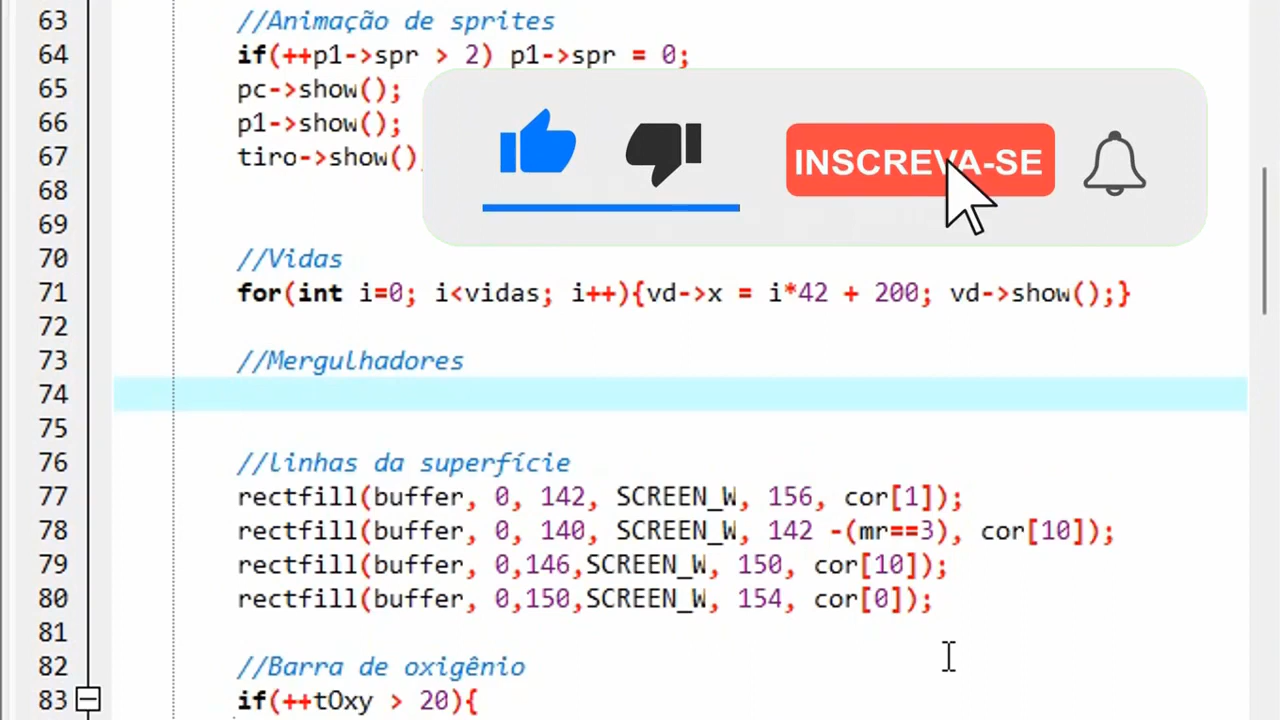 63 //Animação de sprites
64 if(++p1->spr > 2) p1->spr = 0;
65 pc->show();
66 p1->show();
67 tiro->show()
INSCREVA-SE
68
69
70 //Vidas
71 for(int i=0; i<vidas; i++){vd->x = i*42 + 200; vd->show();}
72
73 //Mergulhadores
74
75
76 //linhas da superfície
77 rectfill(buffer, 0, 142, SCREEN_W, 156, cor[1]);
78 rectfill(buffer, 0, 140, SCREEN_W, 142 -(mr==3), cor[10]);
79 rectfill(buffer, 0,146,SCREEN_W, 150, cor[10]);
80 rectfill(buffer, 0,150,SCREEN_W, 154, cor[0]);
81
82 //Barra de oxigênio
83 if(++tOxy > 20){